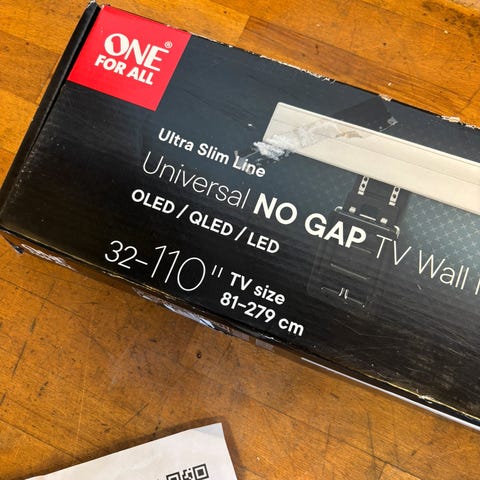 ONE®
FOR ALL
Ultra Slim Line
Universal NO GAP TV Wall
OLED / QLED / LED
32-110" TV size
81-279 cm